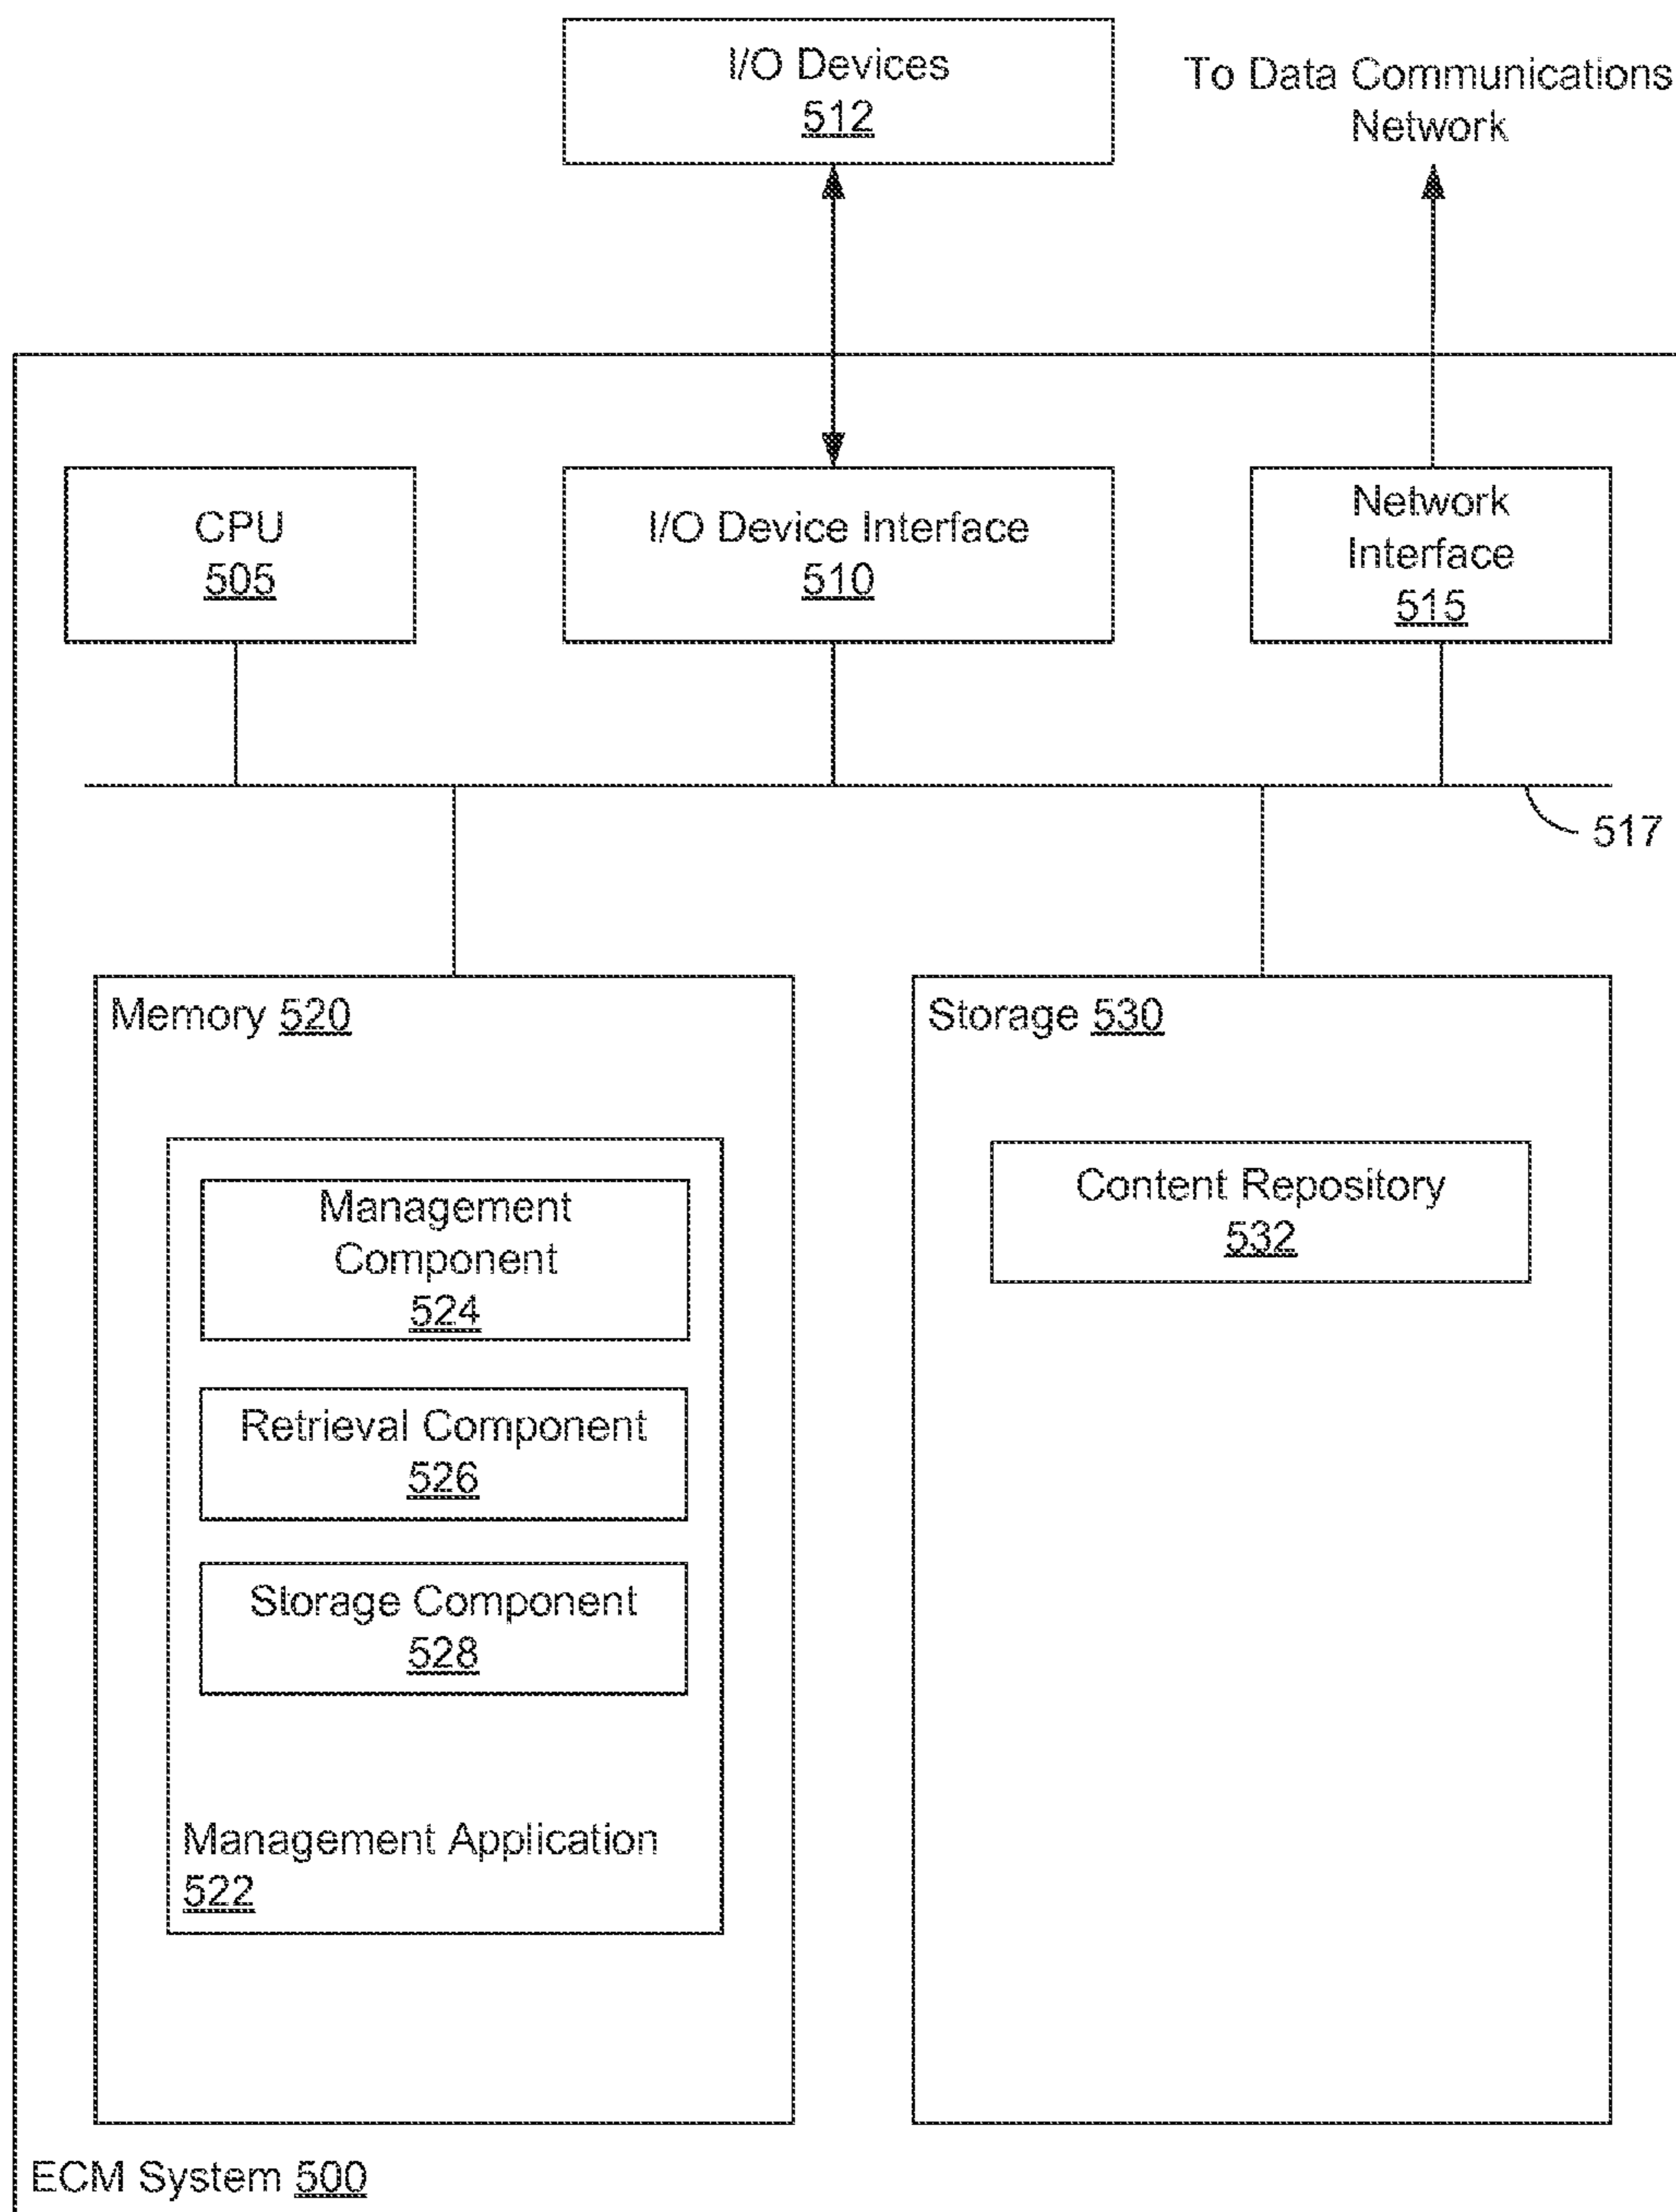 I/O Devices
512
To Data Communications
Network
CPU
505
I/O Device Interface
510
Network
Interface
515
517
Memory 520
Management
Component
524
Retrieval Component
526
Storage Component
528
Management Application
522
Storage 530
Content Repository
532
ECM System 500